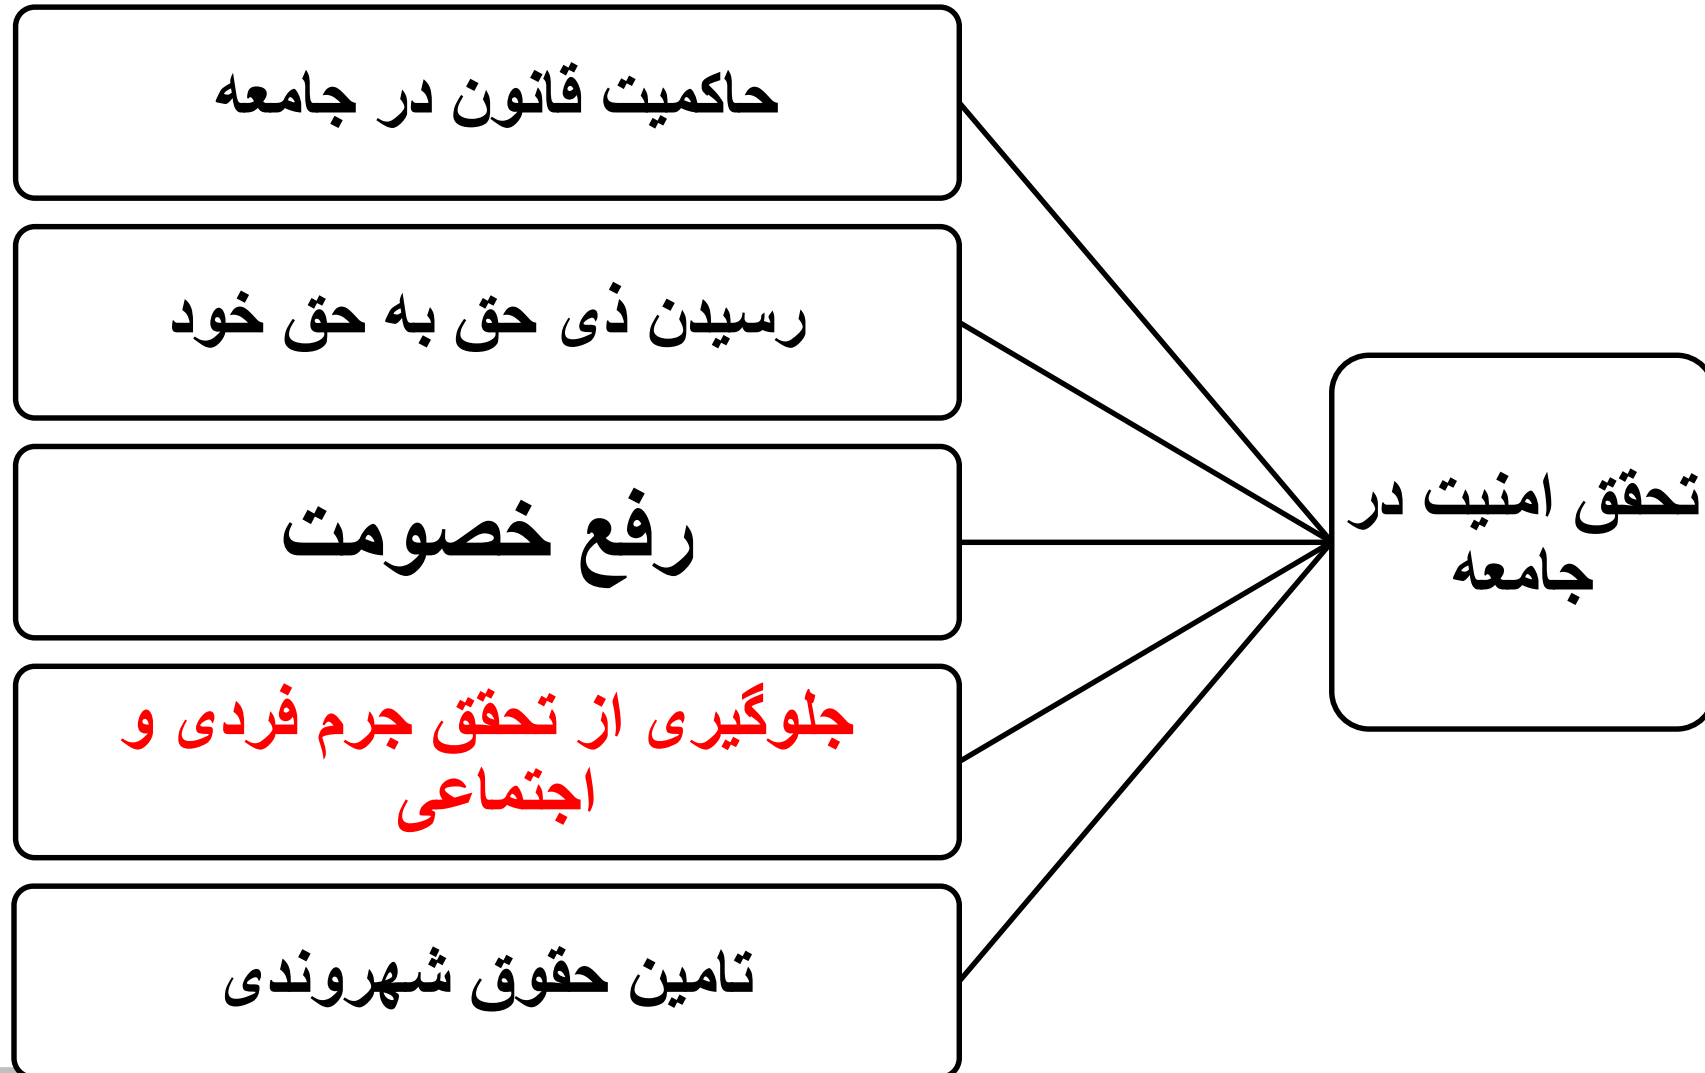 حاکمیت قانون در جامعه
رسیدن ذی حق به حق خود
رفع خصومت
جلوگیری از تحقق جرم فردی و
اجتماعی
تامین حقوق شهروندی
تحقق امنیت در
جامعه